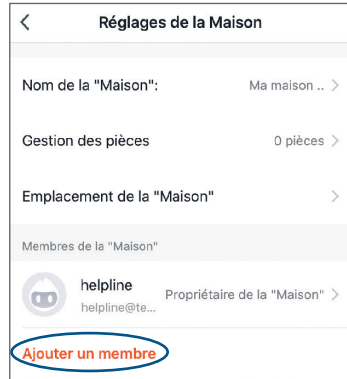 Réglages de la Maison
Nom de la "Maison": Ma maison ..
Gestion des pièces 0 pièces
Emplacement de la "Maison"
Membres de la "Maison"
helpline
helpline@te... Propriétaire de la "Maison"
Ajouter un membre